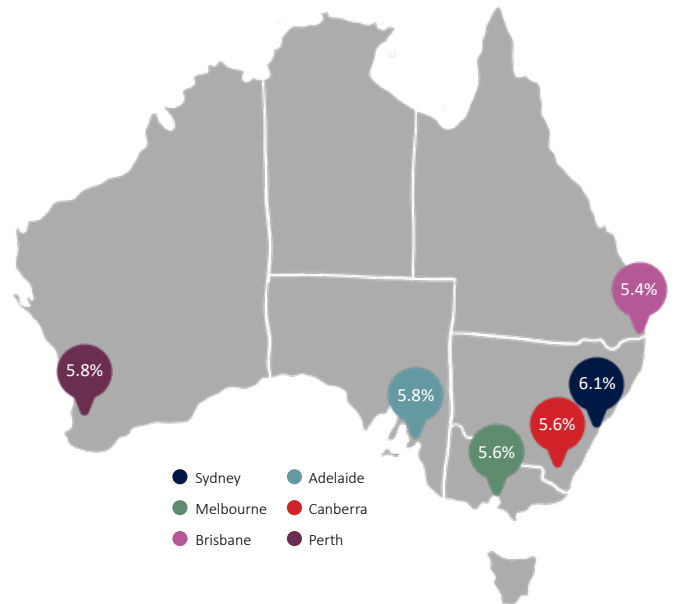 5.4%
5.8%
6.1%
5.8%
5.6%
5.6%
Sydney
Adelaide
Melbourne
Canberra
Brisbane
Perth